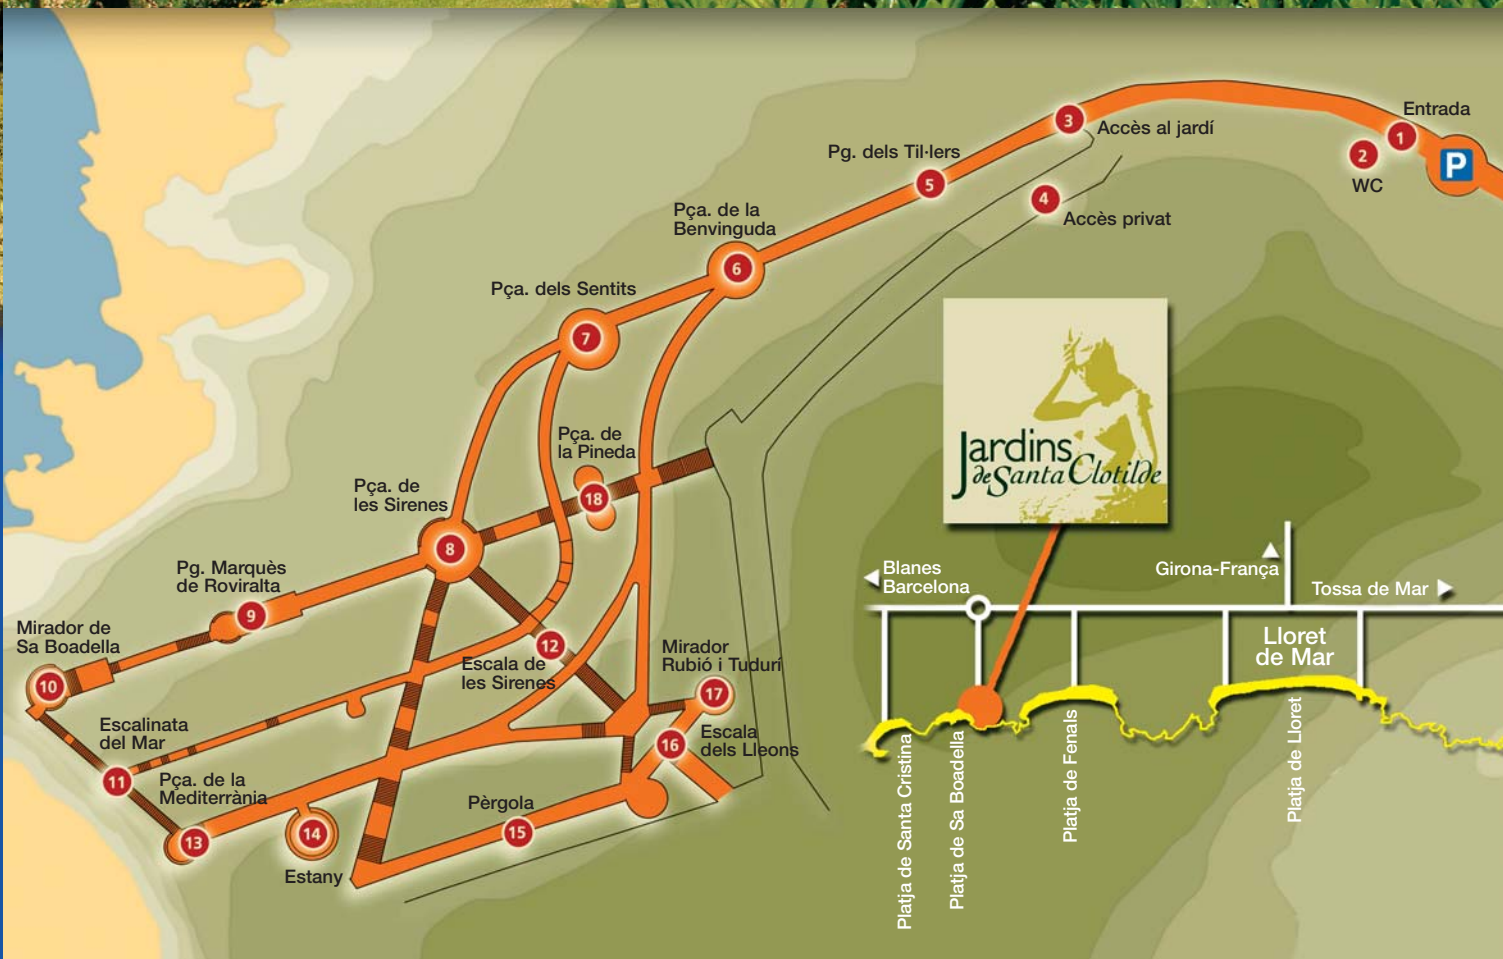 Entrada
1
2
WC
P
3
Accès al jardí
4
Accès privat
Pg. dels Til·lers
5
Pça. de la
Benvinguda
6
Pça. dels Sentits
7
Pça. de
la Pineda
18
Pça. de
les Sirenes
8
Pg. Marquès
de Roviralta
9
Mirador de
Sa Boadella
10
Escalinata
del Mar
11
12
Escala de
les Sirenes
Mirador
Rubió i Tudurí
17
16
Escala
dels Lleons
Pça. de la
Mediterrània
13
14
Estany
Pèrgola
15
Jardins
de Santa Clotilde
Blanes
Barcelona
Girona-França
Tossa de Mar
Lloret
de Mar
Platja de Santa Cristina
Platja de Sa Boadella
Platja de Fenals
Platja de Lloret